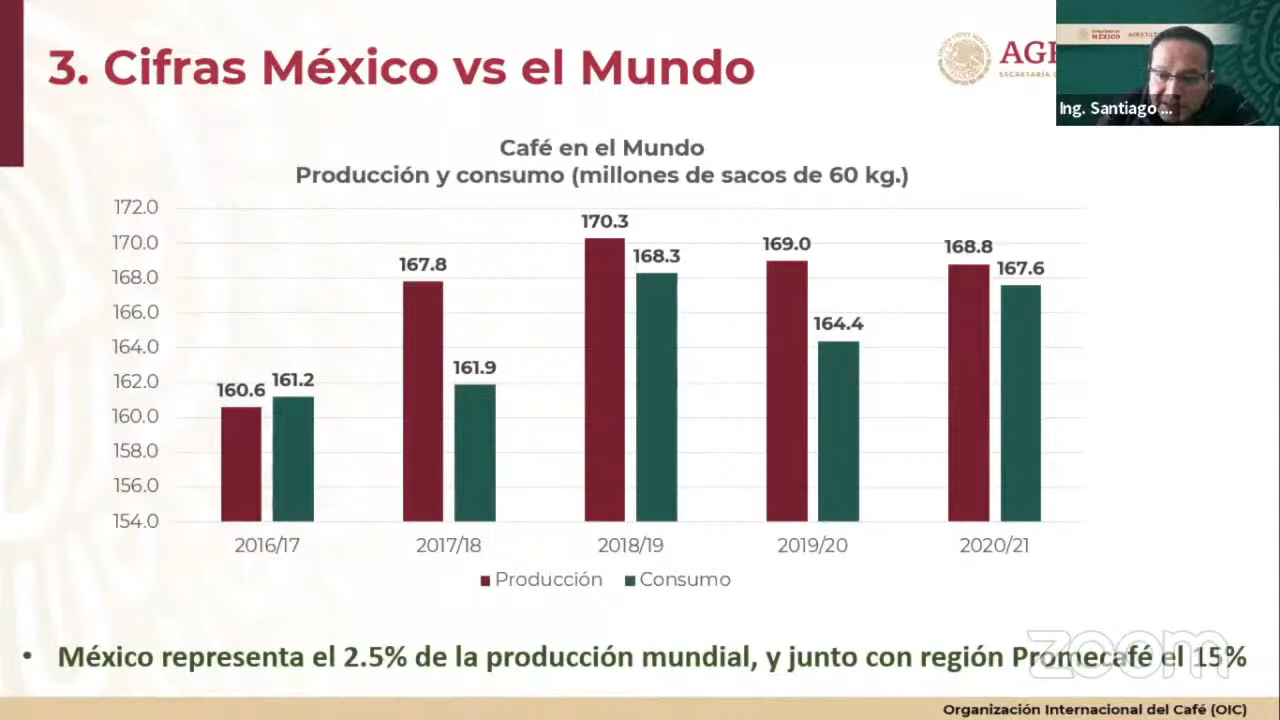 3. Cifras México vs el Mundo
AG
SECRETARÍA
MÉXICO
Ing. Santiago ...
Café en el Mundo
Producción y consumo (millones de sacos de 60 kg.)
172.0
170.0
168.0
166.0
164.0
162.0
160.0
158.0
156.0
154.0
160.6 161.2
167.8 161.9
170.3 168.3
169.0 164.4
168.8 167.6
2016/17 2017/18 2018/19 2019/20 2020/21
Producción Consumo
• México representa el 2.5% de la producción mundial, y junto con región Promecafé el 15%
zoom
Organización Internacional del Café (OIC)